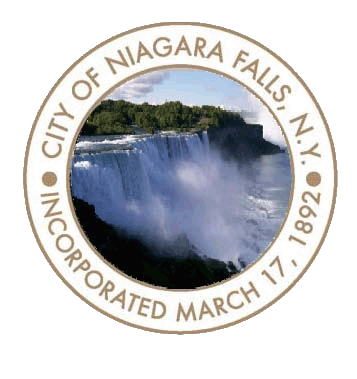 CITY OF NIAGARA FALLS, N.Y.
INCORPORATED MARCH 17, 1892